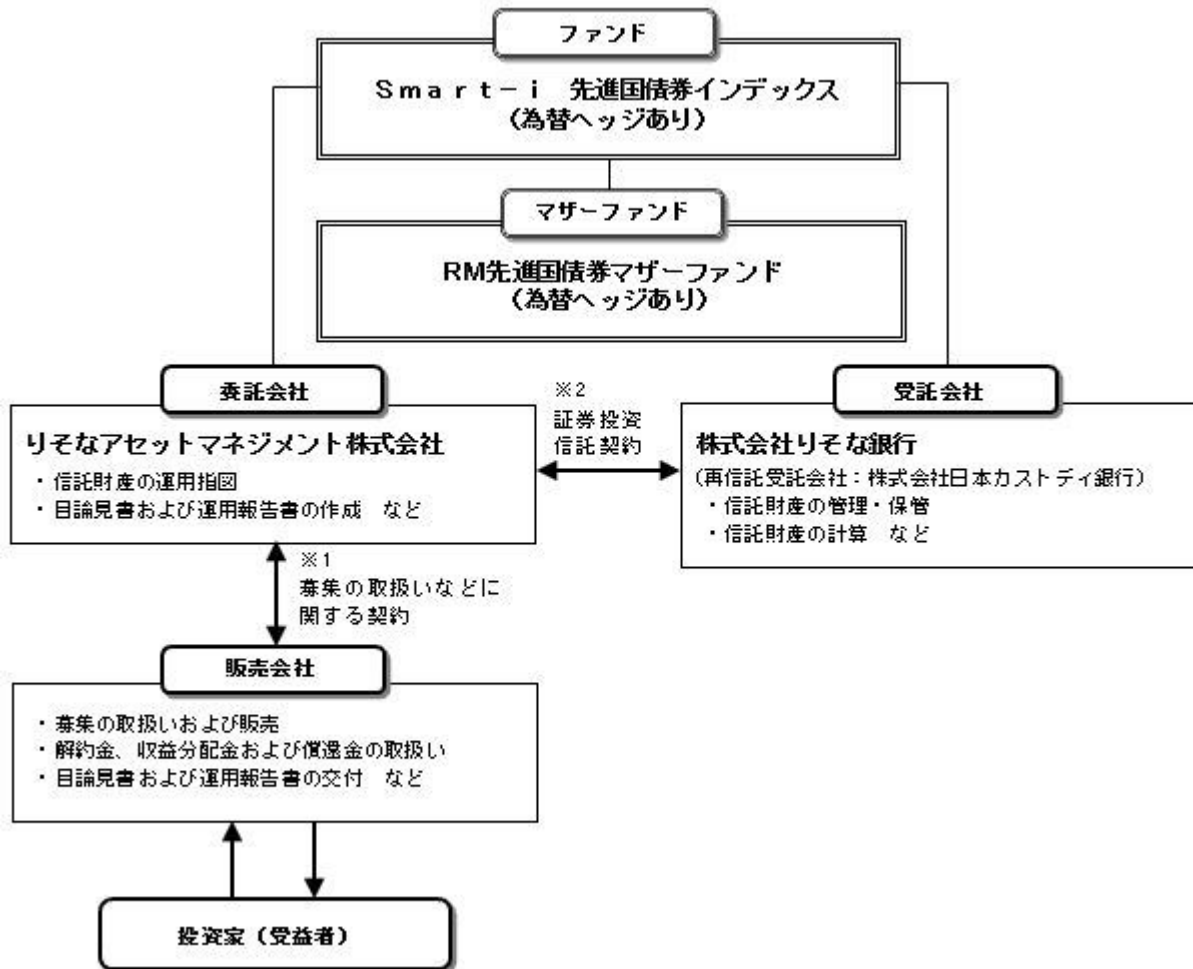 ファンド
Smart-i 先進国債券インデックス
(為替ヘッジあり)
マザーファンド
RM先進国債券マザーファンド
(為替ヘッジあり)
委託会社
りそなアセットマネジメント株式会社
・信託財産の運用指図
・目論見書および運用報告書の作成 など
※2
証券投資
信託契約
受託会社
株式会社りそな銀行
(再信託受託会社:株式会社日本カストディ銀行)
・信託財産の管理・保管
・信託財産の計算 など
※1
募集の取扱いなどに
関する契約
販売会社
・募集の取扱いおよび販売
・解約金、収益分配金および償還金の取扱い
・目論見書および運用報告書の交付 など
投資家(受益者)